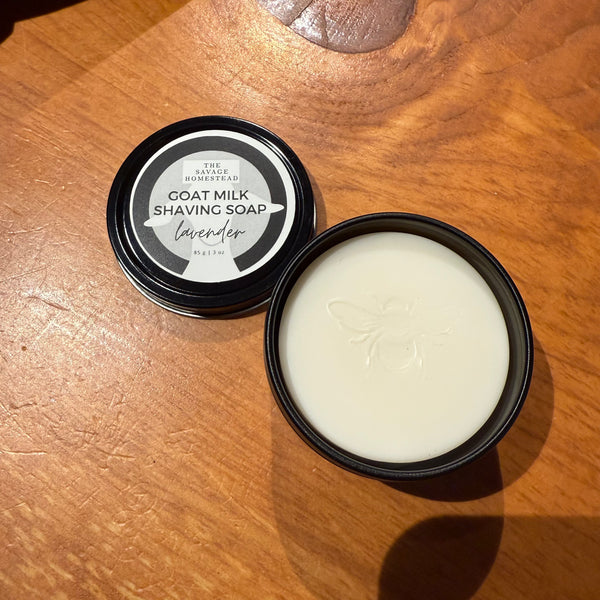 THE
SAVAGE
HOMESTEAD
GOAT MILK
SHAVING SOAP
lavender
85 g | 3 oz